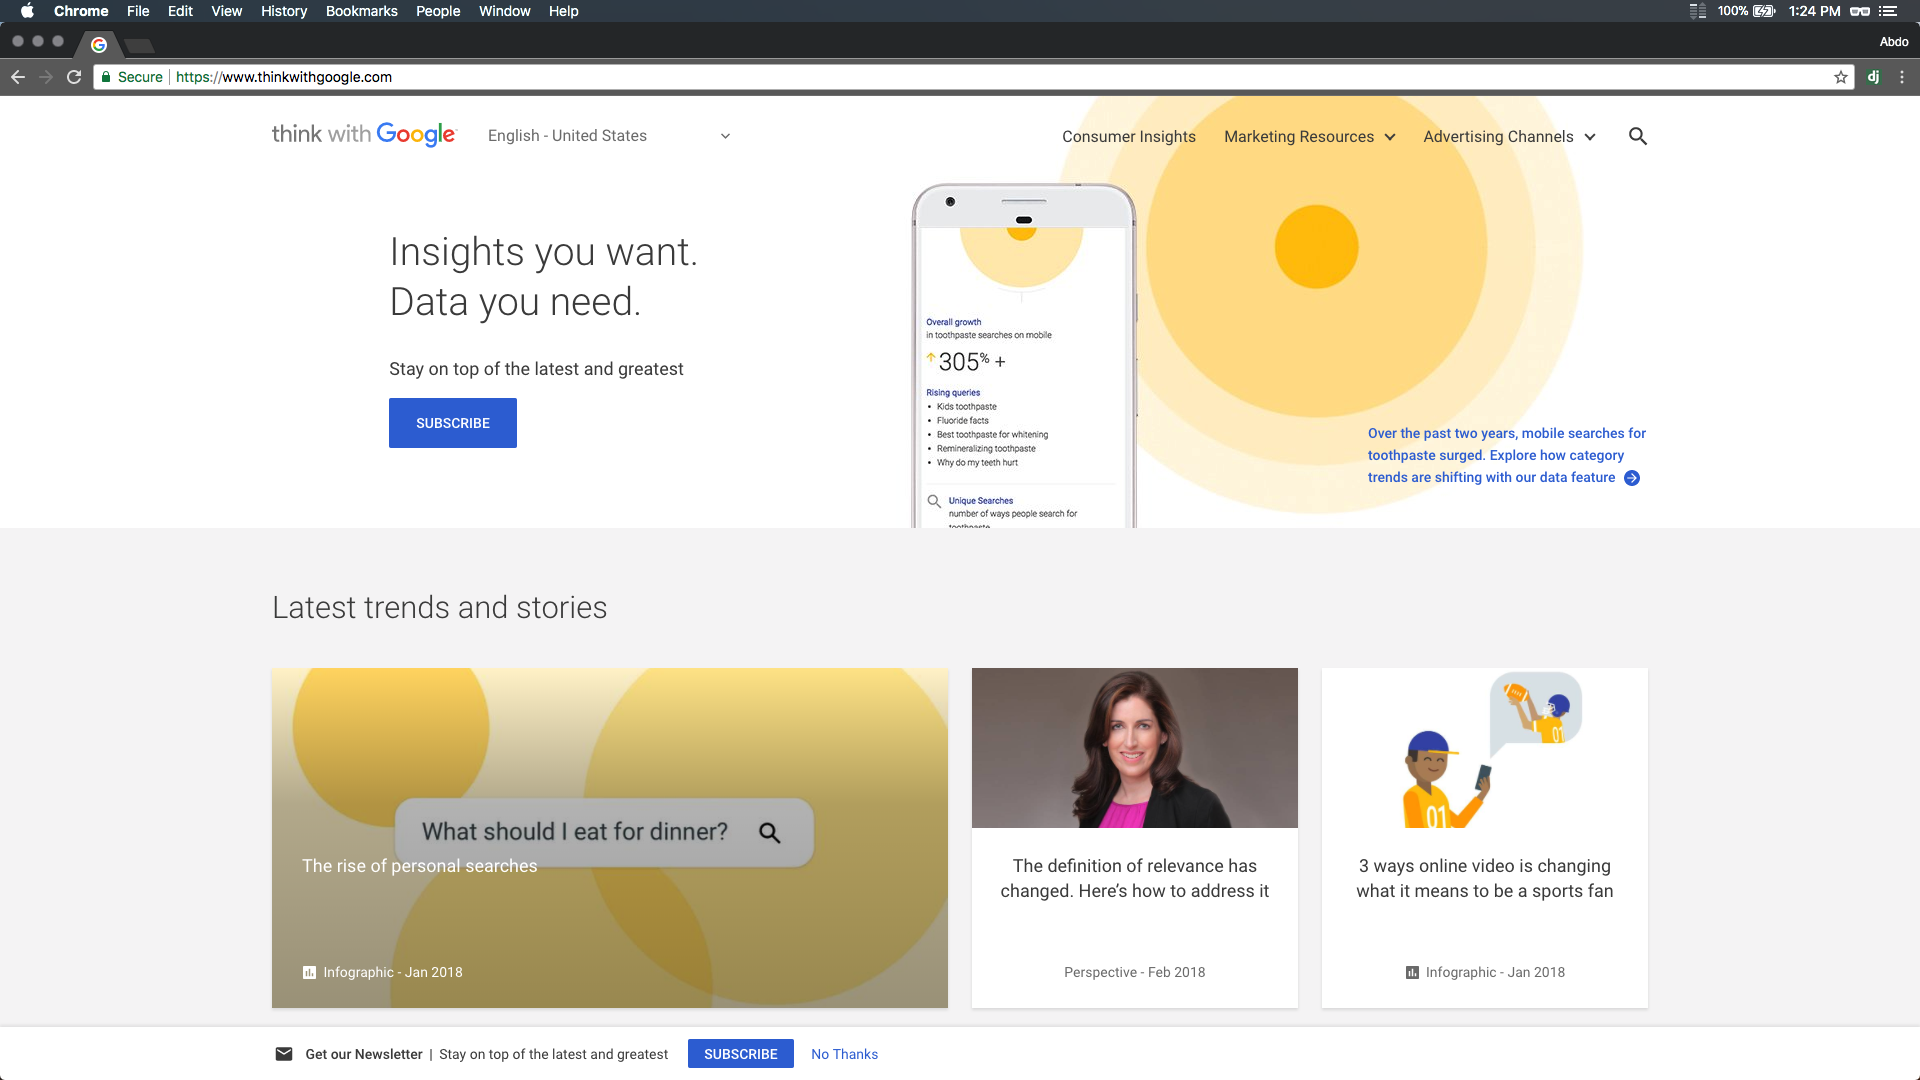 Chrome File Edit View History Bookmarks People Window Help
100% 1:24 PM
Abdo
Secure https://www.thinkwithgoogle.com
dj
think with Google
English - United States
Consumer Insights Marketing Resources Advertising Channels
Insights you want.
Data you need.
Stay on top of the latest and greatest
SUBSCRIBE
Overall growth
in toothpaste searches on mobile
305% +
Rising queries
• Kids toothpaste
• Fluoride facts
• Best toothpaste for whitening
• Remineralizing toothpaste
• Why do my teeth hurt
Unique Searches
number of ways people search for
toothpaste
Over the past two years, mobile searches for
toothpaste surged. Explore how category
trends are shifting with our data feature
Latest trends and stories
What should I eat for dinner?
The rise of personal searches
Infographic - Jan 2018
The definition of relevance has
changed. Here’s how to address it
Perspective - Feb 2018
01
01
3 ways online video is changing
what it means to be a sports fan
Infographic - Jan 2018
Get our Newsletter | Stay on top of the latest and greatest
SUBSCRIBE
No Thanks